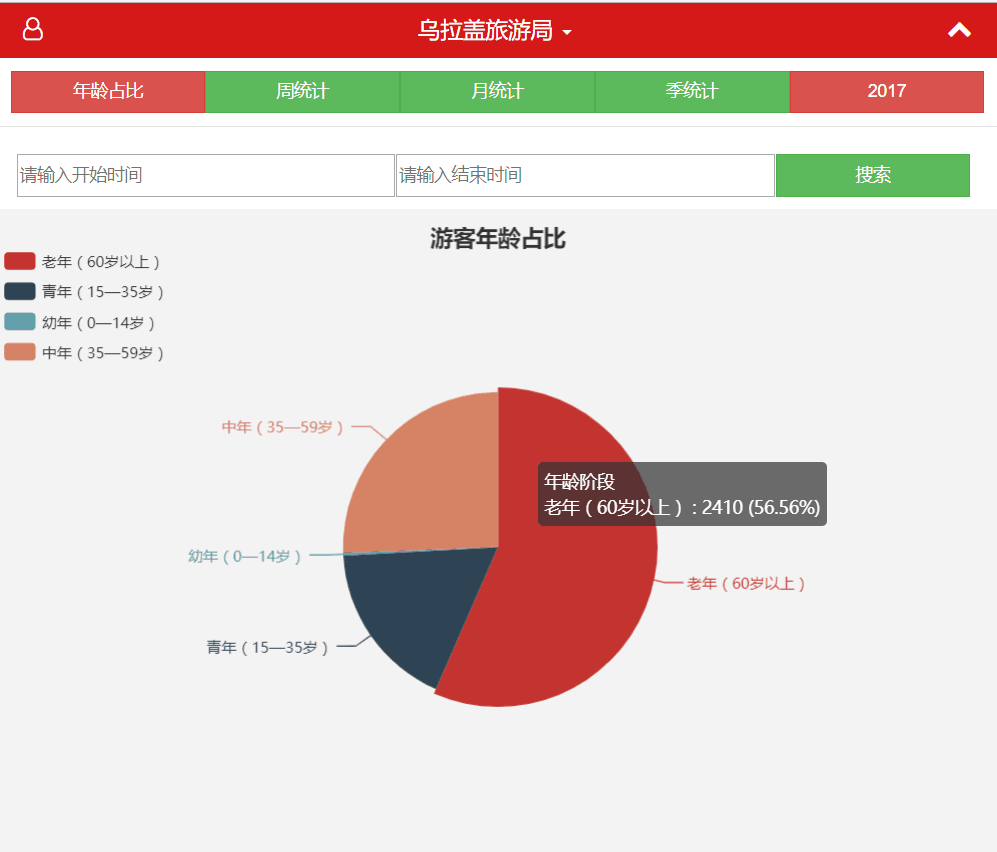 乌拉盖旅游局
年龄占比
周统计
月统计
季统计
2017
请输入开始时间
请输入结束时间
搜索
游客年龄占比
老年（60岁以上）
青年（15—35岁）
幼年（0—14岁）
中年（35—59岁）
中年（35—59岁）
年龄阶段
老年（60岁以上）: 2410 (56.56%)
幼年（0—14岁）
老年（60岁以上）
青年（15—35岁）